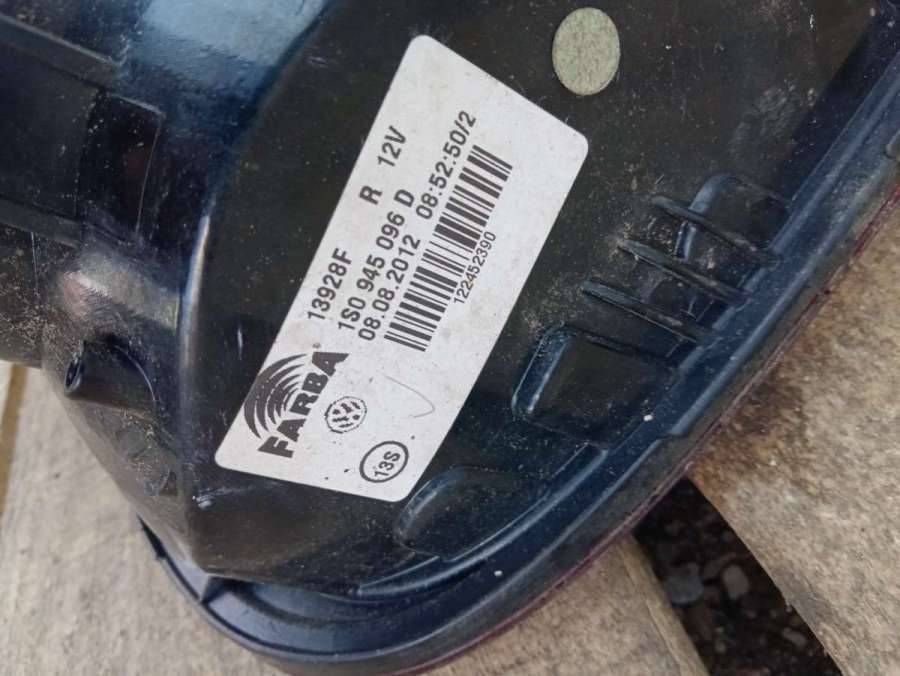 13928F R 12V
1S0 945 096 D
08.08.2012 08:52:50/2
122452390
FARBA
13S